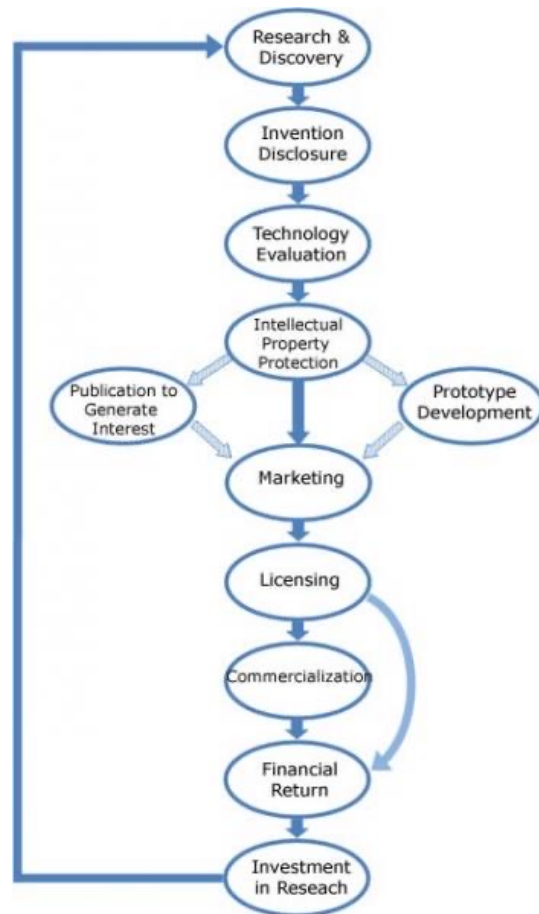 Research &
Discovery
Invention
Disclosure
Technology
Evaluation
Intellectual
Property
Protection
Publication to
Generate
Interest
Prototype
Development
Marketing
Licensing
Commercialization
Financial
Return
Investment
in Reseach